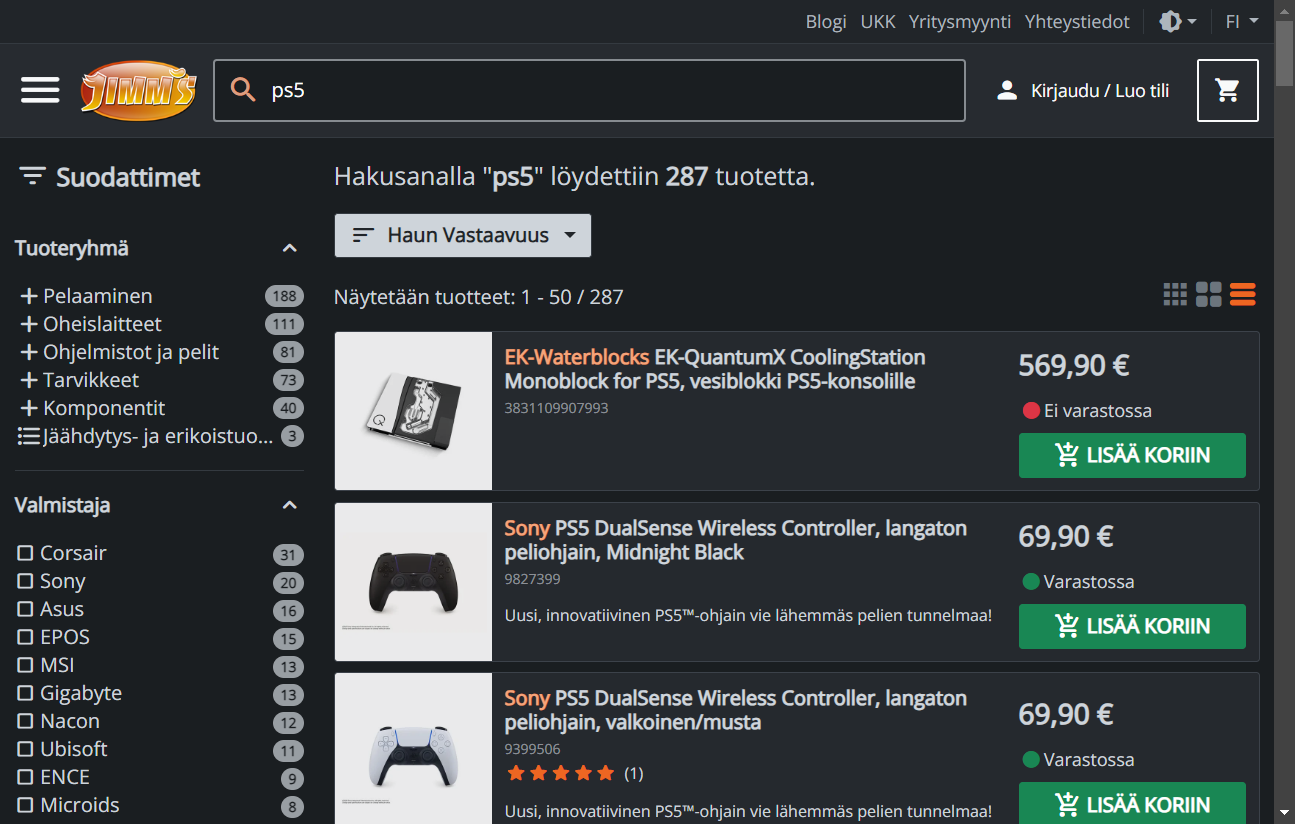 Blogi UKK Yritysmyynti Yhteystiedot FI
JIMM'S
ps5
Kirjaudu / Luo tili
Suodattimet
Tuoteryhmä
Pelaaminen 188
Oheislaitteet 111
Ohjelmistot ja pelit 81
Tarvikkeet 73
Komponentit 40
Jäähdytys- ja erikoistuo... 3
Valmistaja
Corsair 31
Sony 20
Asus 16
EPOS 15
MSI 13
Gigabyte 13
Nacon 12
Ubisoft 11
ENCE 9
Microids 8
Hakusanalla "ps5" löydettiin 287 tuotetta.
Haun Vastaavuus
Näytetään tuotteet: 1 - 50 / 287
EK-Waterblocks EK-QuantumX CoolingStation
Monoblock for PS5, vesiblokki PS5-konsolille
3831109907993
569,90 €
Ei varastossa
LISÄÄ KORIIN
Sony PS5 DualSense Wireless Controller, langaton
peliohjain, Midnight Black
9827399
Uusi, innovatiivinen PS5™-ohjain vie lähemmäs pelien tunnelmaa!
69,90 €
Varastossa
LISÄÄ KORIIN
Sony PS5 DualSense Wireless Controller, langaton
peliohjain, valkoinen/musta
9399506
(1)
Uusi, innovatiivinen PS5™-ohjain vie lähemmäs pelien tunnelmaa!
69,90 €
Varastossa
LISÄÄ KORIIN